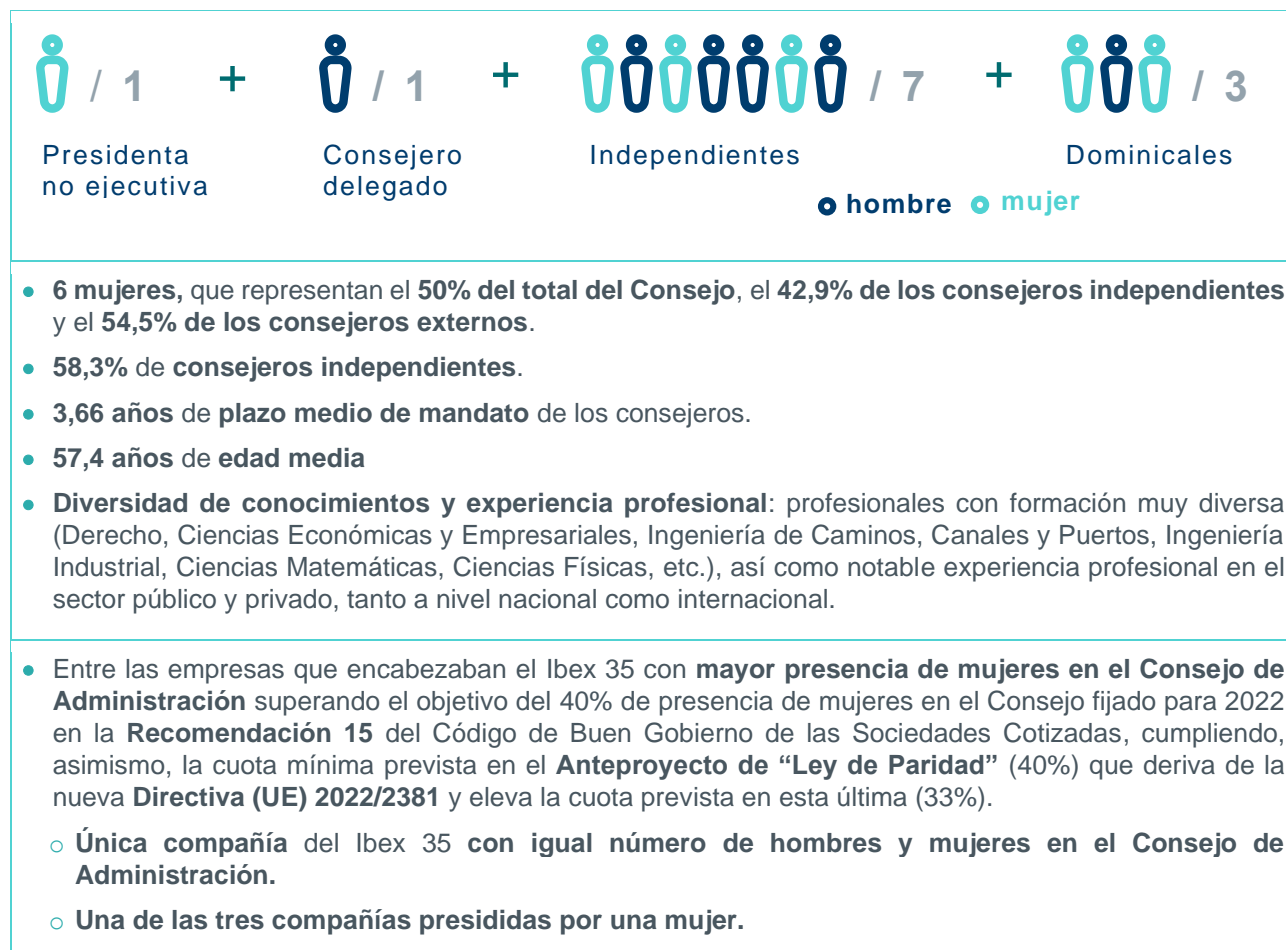 / 1 + / 1 + / 7 + / 3
Presidenta
no ejecutiva
Consejero
delegado
Independientes
Dominicales
hombre mujer
• 6 mujeres, que representan el 50% del total del Consejo, el 42,9% de los consejeros independientes
y el 54,5% de los consejeros externos.
• 58,3% de consejeros independientes.
• 3,66 años de plazo medio de mandato de los consejeros.
• 57,4 años de edad media
• Diversidad de conocimientos y experiencia profesional: profesionales con formación muy diversa
(Derecho, Ciencias Económicas y Empresariales, Ingeniería de Caminos, Canales y Puertos, Ingeniería
Industrial, Ciencias Matemáticas, Ciencias Físicas, etc.), así como notable experiencia profesional en el
sector público y privado, tanto a nivel nacional como internacional.
• Entre las empresas que encabezaban el Ibex 35 con mayor presencia de mujeres en el Consejo de
Administración superando el objetivo del 40% de presencia de mujeres en el Consejo fijado para 2022
en la Recomendación 15 del Código de Buen Gobierno de las Sociedades Cotizadas, cumpliendo,
asimismo, la cuota mínima prevista en el Anteproyecto de “Ley de Paridad” (40%) que deriva de la
nueva Directiva (UE) 2022/2381 y eleva la cuota prevista en esta última (33%).
○ Única compañía del Ibex 35 con igual número de hombres y mujeres en el Consejo de
Administración.
○ Una de las tres compañías presididas por una mujer.